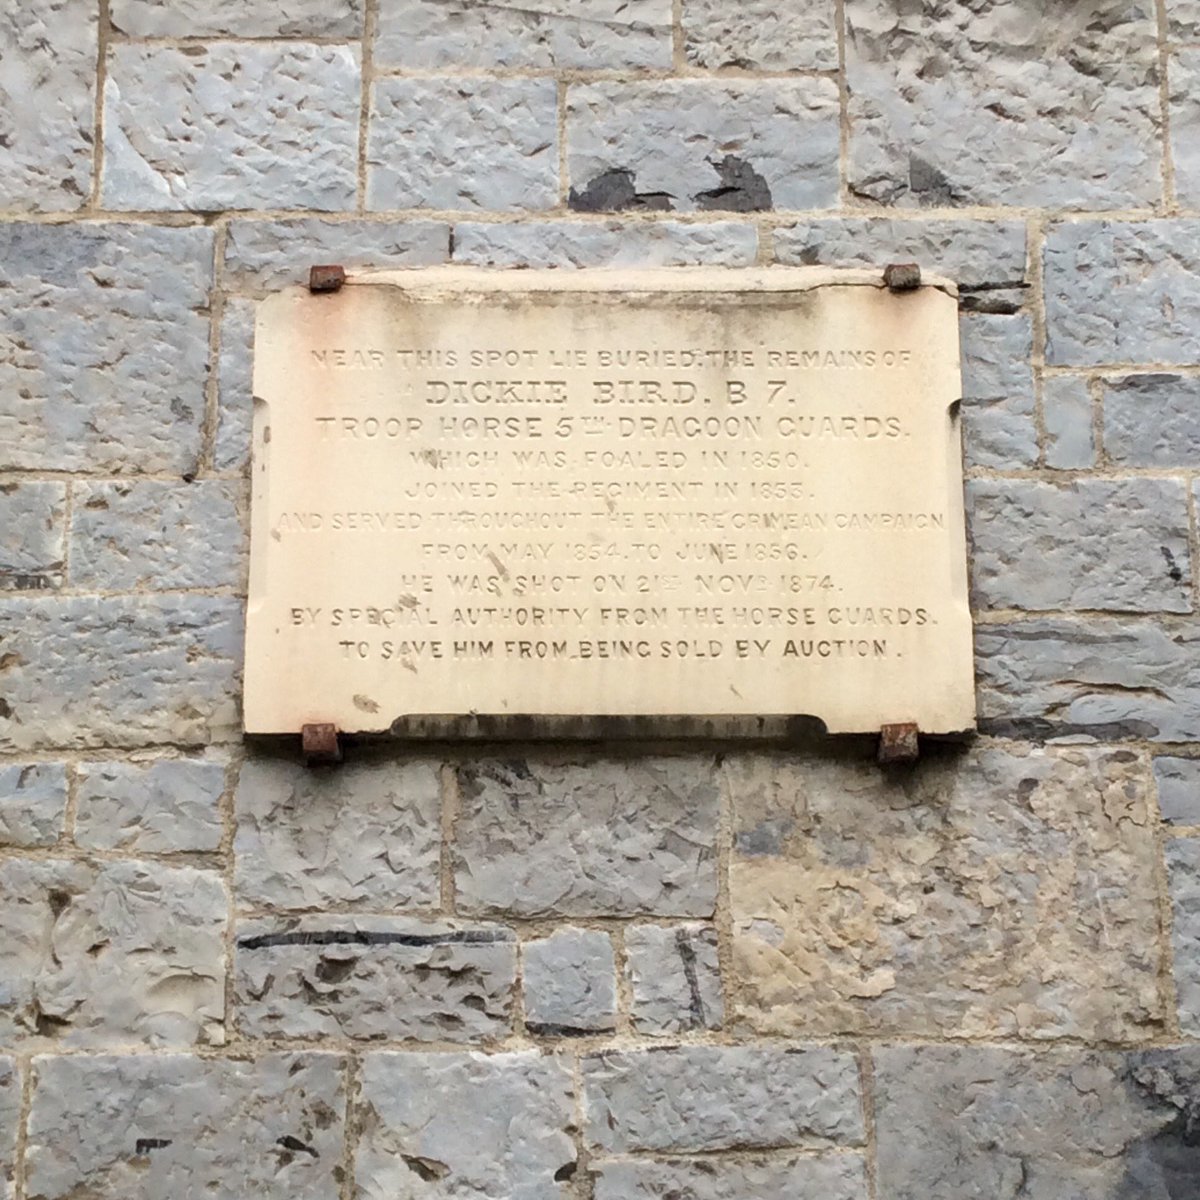 NEAR THIS SPOT LIE BURIED. THE REMAINS OF
DICKIE BIRD. B 7.
TROOP HORSE 5TH DRAGOON GUARDS.
WHICH WAS FOALED IN 1850.
JOINED THE REGIMENT IN 1853.
AND SERVED THROUGHOUT THE ENTIRE CRIMEAN CAMPAIGN
FROM MAY 1854. TO JUNE 1856.
HE WAS SHOT ON 21ST NOVR 1874.
BY SPECIAL AUTHORITY FROM THE HORSE GUARDS.
TO SAVE HIM FROM BEING SOLD BY AUCTION.